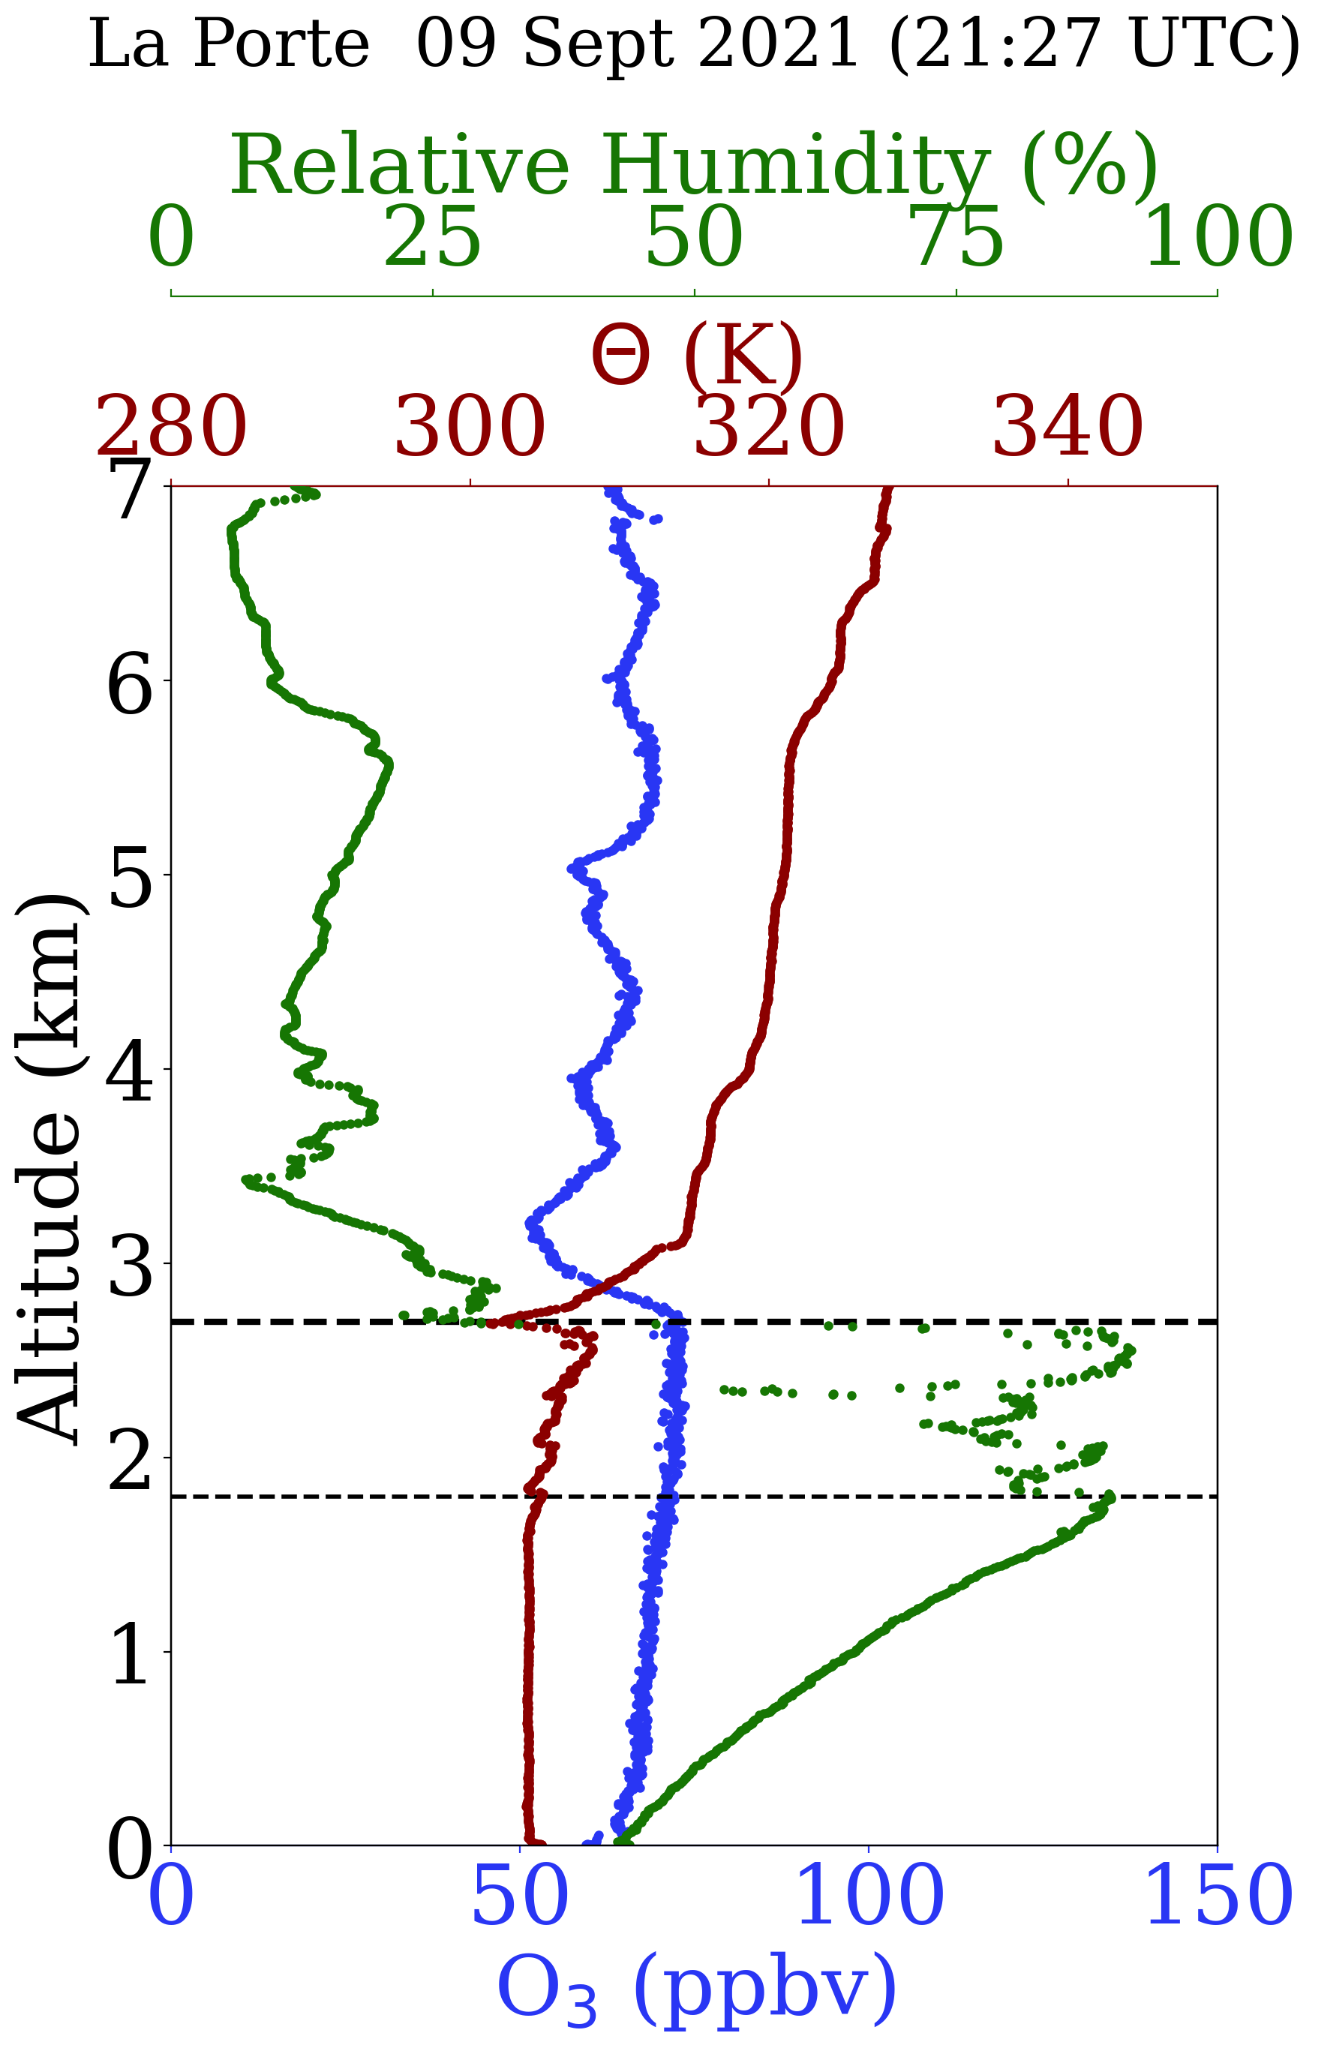 La Porte 09 Sept 2021 (21:27 UTC)
Relative Humidity (%)
0 25 50 75 100
Θ (K)
280 300 320 340
7
6
5
4
3
2
1
0
Altitude (km)
0 50 100 150
O₃ (ppbv)